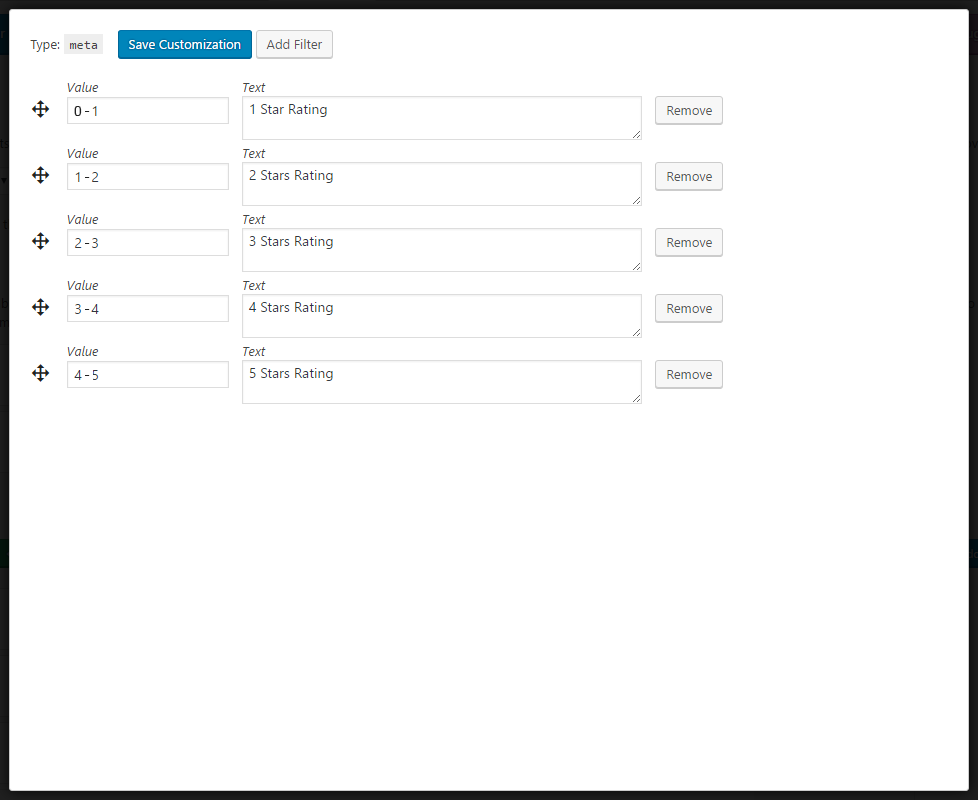 Type: meta Save Customization Add Filter
Value Text
0-1 1 Star Rating Remove
Value Text
1-2 2 Stars Rating Remove
Value Text
2-3 3 Stars Rating Remove
Value Text
3-4 4 Stars Rating Remove
Value Text
4-5 5 Stars Rating Remove